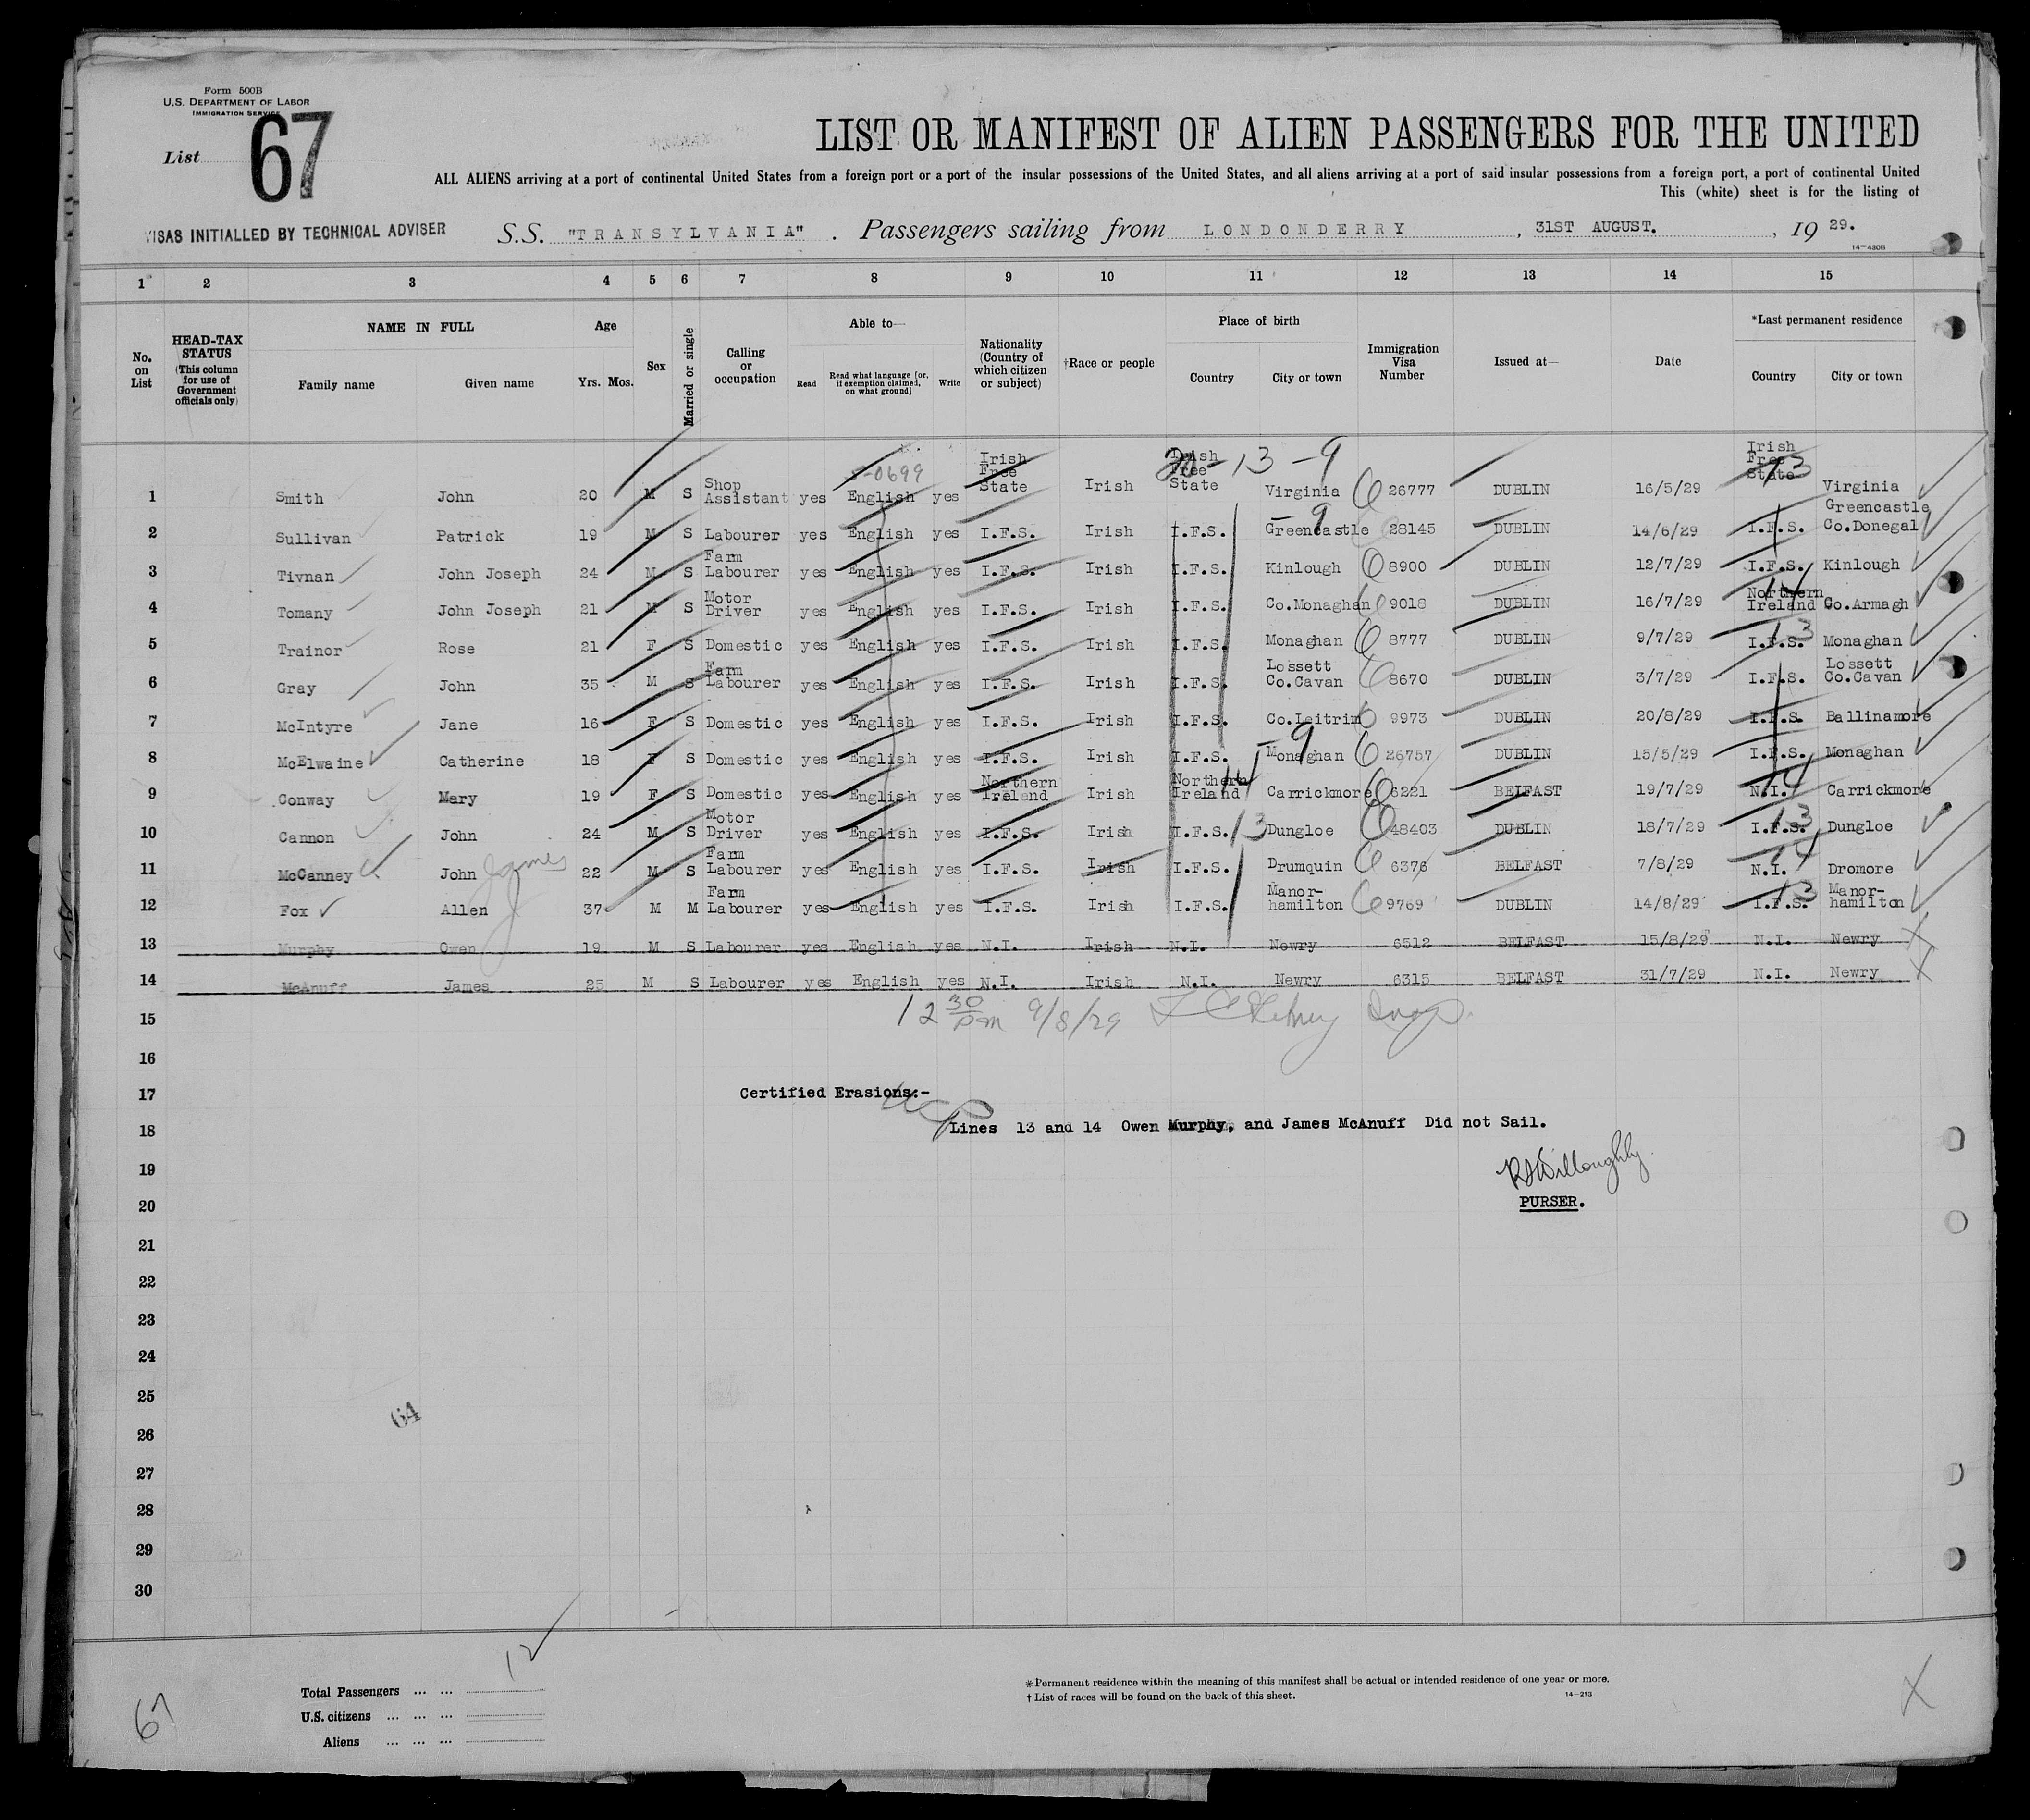 Form 500B
U.S. DEPARTMENT OF LABOR
IMMIGRATION SERVICE
List 67
LIST OR MANIFEST OF ALIEN PASSENGERS FOR THE UNITED
ALL ALIENS arriving at a port of continental United States from a foreign port or a port of the insular possessions of the United States, and all aliens arriving at a port of said insular possessions from a foreign port, a port of continental United
This (white) sheet is for the listing of
VISAS INITIALLED BY TECHNICAL ADVISER
S.S. "TRANSYLVANIA". Passengers sailing from LONDONDERRY, 31ST AUGUST., 19 29.
14-430B
1 2 3 4 5 6 7 8 9 10 11 12 13 14 15
No. on List
HEAD-TAX STATUS (This column for use of Government officials only)
NAME IN FULL
Family name Given name
Age
Yrs. Mos.
Sex
Married or single
Calling or occupation
Able to—
Read Read what language [or, if exemption claimed, on what ground] Write
Nationality (Country of which citizen or subject)
†Race or people
Place of birth
Country City or town
Immigration Visa Number
Issued at—
Date
*Last permanent residence
Country City or town
5-0699
20-13-9
13
1 Smith John 20 M S Shop Assistant yes English yes Irish Free State Irish Irish Free State Virginia 26777 DUBLIN 16/5/29 Irish Free State Virginia
2 Sullivan Patrick 19 M S Labourer yes English yes I.F.S. Irish I.F.S. Greencastle 28145 DUBLIN 14/6/29 I.F.S. Greencastle Co.Donegal
3 Tivnan John Joseph 24 M S Farm Labourer yes English yes I.F.S. Irish I.F.S. Kinlough 8900 DUBLIN 12/7/29 I.F.S. Kinlough
4 Tomany John Joseph 21 M S Motor Driver yes English yes I.F.S. Irish I.F.S. Co.Monaghan 9018 DUBLIN 16/7/29 Northern Ireland Co.Armagh
5 Trainor Rose 21 F S Domestic yes English yes I.F.S. Irish I.F.S. Monaghan 8777 DUBLIN 9/7/29 I.F.S. Monaghan
6 Gray John 35 M S Farm Labourer yes English yes I.F.S. Irish I.F.S. Lossett Co.Cavan 8670 DUBLIN 3/7/29 I.F.S. Lossett Co.Cavan
7 McIntyre Jane 16 F S Domestic yes English yes I.F.S. Irish I.F.S. Co.Leitrim 9973 DUBLIN 20/8/29 I.F.S. Ballinamore
8 McElwaine Catherine 18 F S Domestic yes English yes I.F.S. Irish I.F.S. Monaghan 26757 DUBLIN 15/5/29 I.F.S. Monaghan
9 Conway Mary 19 F S Domestic yes English yes Northern Ireland Irish Northern Ireland Carrickmore 6221 BELFAST 19/7/29 N.I. Carrickmore
10 Cannon John 24 M S Motor Driver yes English yes I.F.S. Irish I.F.S. 13 Dungloe 48403 DUBLIN 18/7/29 I.F.S. Dungloe
11 McCanney John James 22 M S Farm Labourer yes English yes I.F.S. Irish I.F.S. Drumquin 6376 BELFAST 7/8/29 N.I. Dromore
12 Fox Allen 37 M M Farm Labourer yes English yes I.F.S. Irish I.F.S. Manor-hamilton 9769 DUBLIN 14/8/29 I.F.S. Manor-hamilton
13 Murphy Owen 19 M S Labourer yes English yes N.I. Irish N.I. Newry 6512 BELFAST 15/8/29 N.I. Newry
14 McAnuff James 25 M S Labourer yes English yes N.I. Irish N.I. Newry 6315 BELFAST 31/7/29 N.I. Newry
15 12 30 pm 9/8/29 Insp.
16
17 Certified Erasions:-
18 Lines 13 and 14 Owen Murphy, and James McAnuff Did not Sail.
19 Willoughby
20 PURSER.
21
22
23
24
25
64
26
27
28
29
30
12
Total Passengers ... ...
U.S. citizens ... ... ...
Aliens ... ... ...
67
*Permanent residence within the meaning of this manifest shall be actual or intended residence of one year or more.
†List of races will be found on the back of this sheet. 14-213